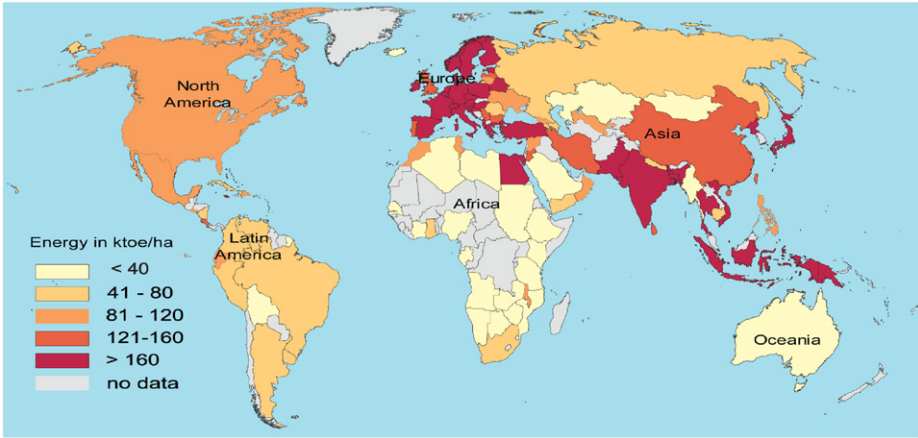 North
America
Europe
Asia
Africa
Latin
America
Oceania
Energy in ktoe/ha
< 40
41 - 80
81 - 120
121-160
> 160
no data